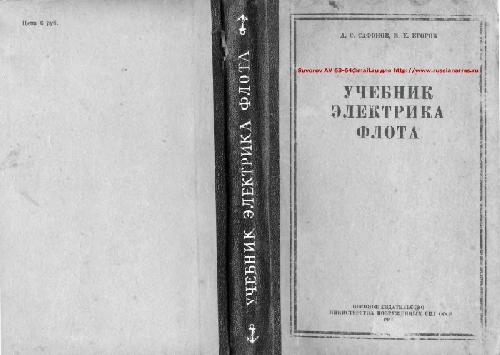 Цена 6 руб.
УЧЕБНИК ЭЛЕКТРИКА ФЛОТА
А. С. САФОНОВ, В. Е. ЕГОРОВ
Suvorov AV 63-64@mail.ru для http://www.russianarms.ru
УЧЕБНИК
ЭЛЕКТРИКА
ФЛОТА
ВОЕННОЕ ИЗДАТЕЛЬСТВО
МИНИСТЕРСТВА ВООРУЖЕННЫХ СИЛ СССР